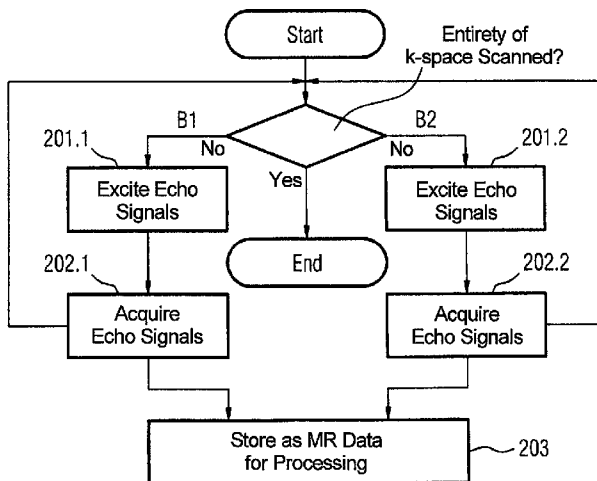 Start
Entirety of
k-space Scanned?
B1
B2
201.1
No
No
201.2
Yes
Excite Echo
Signals
Excite Echo
Signals
End
202.1
202.2
Acquire
Echo Signals
Acquire
Echo Signals
Store as MR Data
for Processing
203